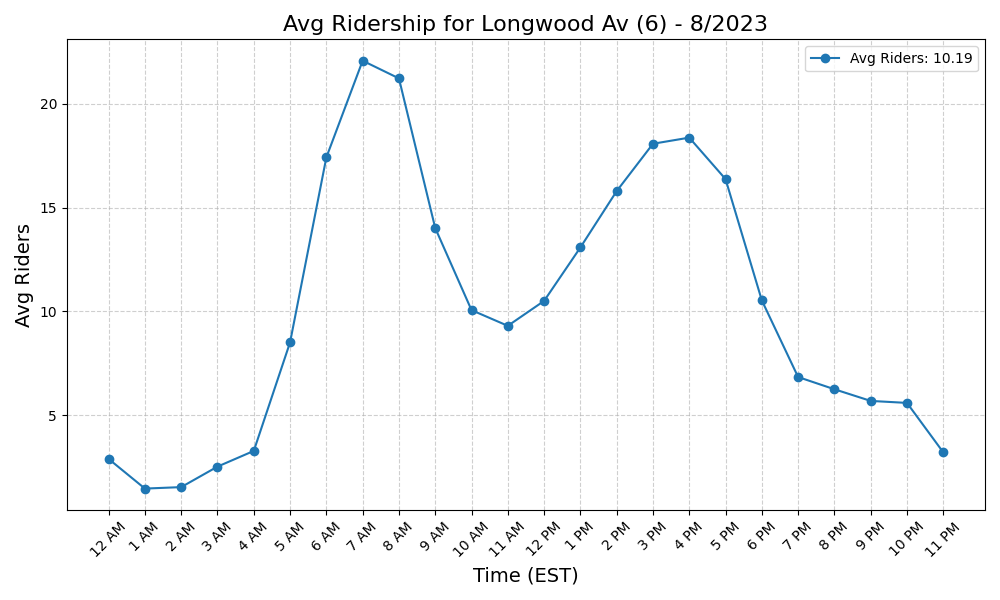 Avg Ridership for Longwood Av (6) - 8/2023
Avg Riders: 10.19
Avg Riders
20
15
10
5
12 AM
1 AM
2 AM
3 AM
4 AM
5 AM
6 AM
7 AM
8 AM
9 AM
10 AM
11 AM
12 PM
1 PM
2 PM
3 PM
4 PM
5 PM
6 PM
7 PM
8 PM
9 PM
10 PM
11 PM
Time (EST)